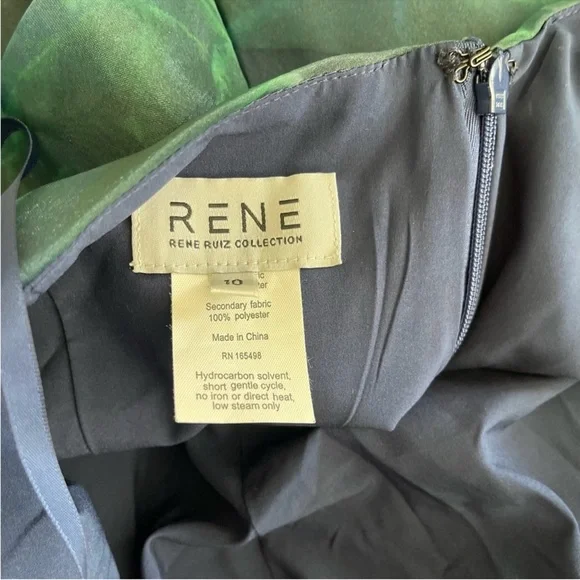 RENE
RENE RUIZ COLLECTION
10
Secondary fabric
100% polyester
Made in China
RN 165498
Hydrocarbon solvent,
short gentle cycle,
no iron or direct heat,
low steam only